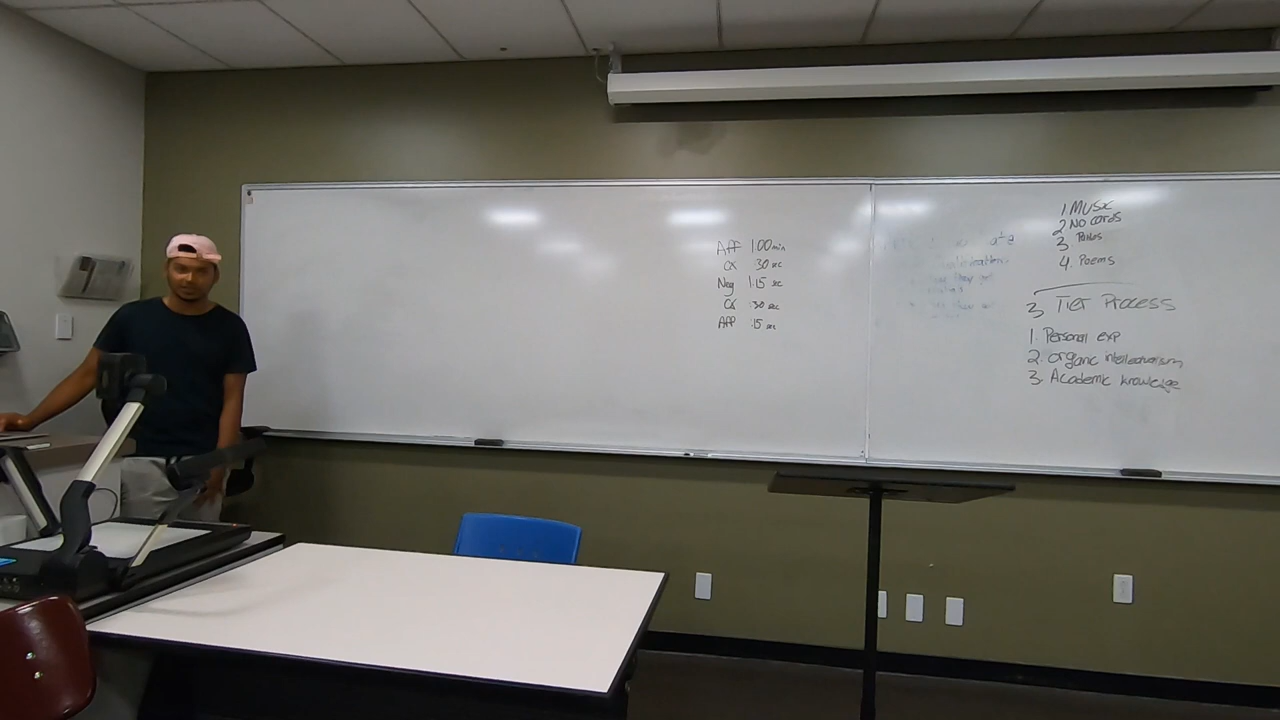 Aff 1:00 min
CX :30 sec
Neg 1:15 sec
CX :30 sec
Aff :15 sec
1. Music
2 No cards
3
4. Poems
3 Tier Process
1. Personal exp
2. organic intellectualism
3. Academic knowledge